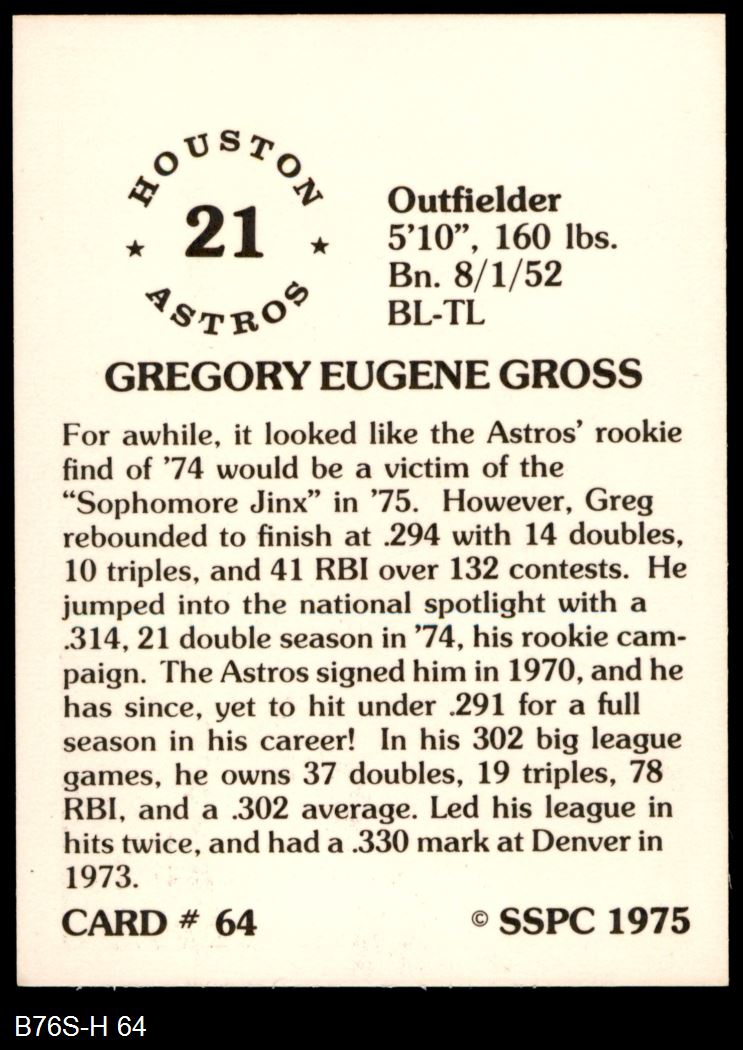 HOUSTON
★ 21 ★
ASTROS
Outfielder
5'10”, 160 lbs.
Bn. 8/1/52
BL-TL
GREGORY EUGENE GROSS
For awhile, it looked like the Astros’ rookie
find of ’74 would be a victim of the
“Sophomore Jinx” in ’75. However, Greg
rebounded to finish at .294 with 14 doubles,
10 triples, and 41 RBI over 132 contests. He
jumped into the national spotlight with a
.314, 21 double season in ’74, his rookie cam-
paign. The Astros signed him in 1970, and he
has since, yet to hit under .291 for a full
season in his career! In his 302 big league
games, he owns 37 doubles, 19 triples, 78
RBI, and a .302 average. Led his league in
hits twice, and had a .330 mark at Denver in
1973.
CARD # 64 © SSPC 1975
B76S-H 64